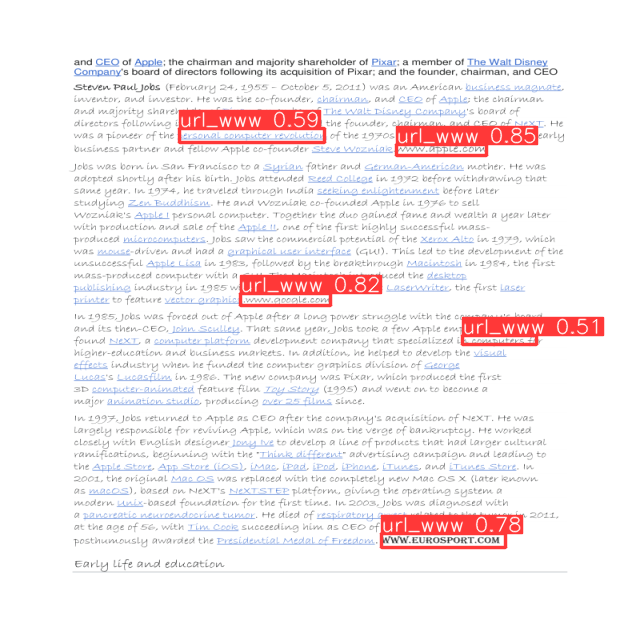 and CEO of Apple; the chairman and majority shareholder of Pixar; a member of The Walt Disney
Company's board of directors following its acquisition of Pixar; and the founder, chairman, and CEO
Steven Paul Jobs (February 24, 1955 – October 5, 2011) was an American business magnate,
inventor, and investor. He was the co-founder, chairman, and CEO of Apple; the chairman
and majority shareh The Walt Disney Company's board of
directors following i url_www 0.59 the founder, chairman, and CEO of NeXT. He
was a pioneer of the personal computer revolution of the 1970s url_www 0.85 early
business partner and fellow Apple co-founder Steve Wozniak. www.apple.com
Jobs was born in San Francisco to a Syrian father and German-American mother. He was
adopted shortly after his birth. Jobs attended Reed College in 1972 before withdrawing that
same year. In 1974, he traveled through India seeking enlightenment before later
studying Zen Buddhism. He and Wozniak co-founded Apple in 1976 to sell
Wozniak's Apple I personal computer. Together the duo gained fame and wealth a year later
with production and sale of the Apple II, one of the first highly successful mass-
produced microcomputers. Jobs saw the commercial potential of the Xerox Alto in 1979, which
was mouse-driven and had a graphical user interface (GUI). This led to the development of the
unsuccessful Apple Lisa in 1983, followed by the breakthrough Macintosh in 1984, the first
mass-produced computer with a GUI. The Macintosh introduced the desktop
publishing industry in 1985 w url_www 0.82 LaserWriter, the first laser
printer to feature vector graphics. www.google.com
In 1985, Jobs was forced out of Apple after a long power struggle with the company's board
and its then-CEO, John Sculley. That same year, Jobs took a few Apple em url_www 0.51
found NeXT, a computer platform development company that specialized in computers for
higher-education and business markets. In addition, he helped to develop the visual
effects industry when he funded the computer graphics division of George
Lucas's Lucasfilm in 1986. The new company was Pixar, which produced the first
3D computer-animated feature film Toy Story (1995) and went on to become a
major animation studio, producing over 25 films since.
In 1997, Jobs returned to Apple as CEO after the company's acquisition of NeXT. He was
largely responsible for reviving Apple, which was on the verge of bankruptcy. He worked
closely with English designer Jony Ive to develop a line of products that had larger cultural
ramifications, beginning with the "Think different" advertising campaign and leading to
the Apple Store, App Store (iOS), iMac, iPad, iPod, iPhone, iTunes, and iTunes Store. In
2001, the original Mac OS was replaced with the completely new Mac OS X (later known
as macOS), based on NeXT's NeXTSTEP platform, giving the operating system a
modern Unix-based foundation for the first time. In 2003, Jobs was diagnosed with
a pancreatic neuroendocrine tumor. He died of respiratory arrest related to the tumor in 2011,
at the age of 56, with Tim Cook succeeding him as CEO of url_www 0.78
posthumously awarded the Presidential Medal of Freedom. WWW.EUROSPORT.COM
Early life and education